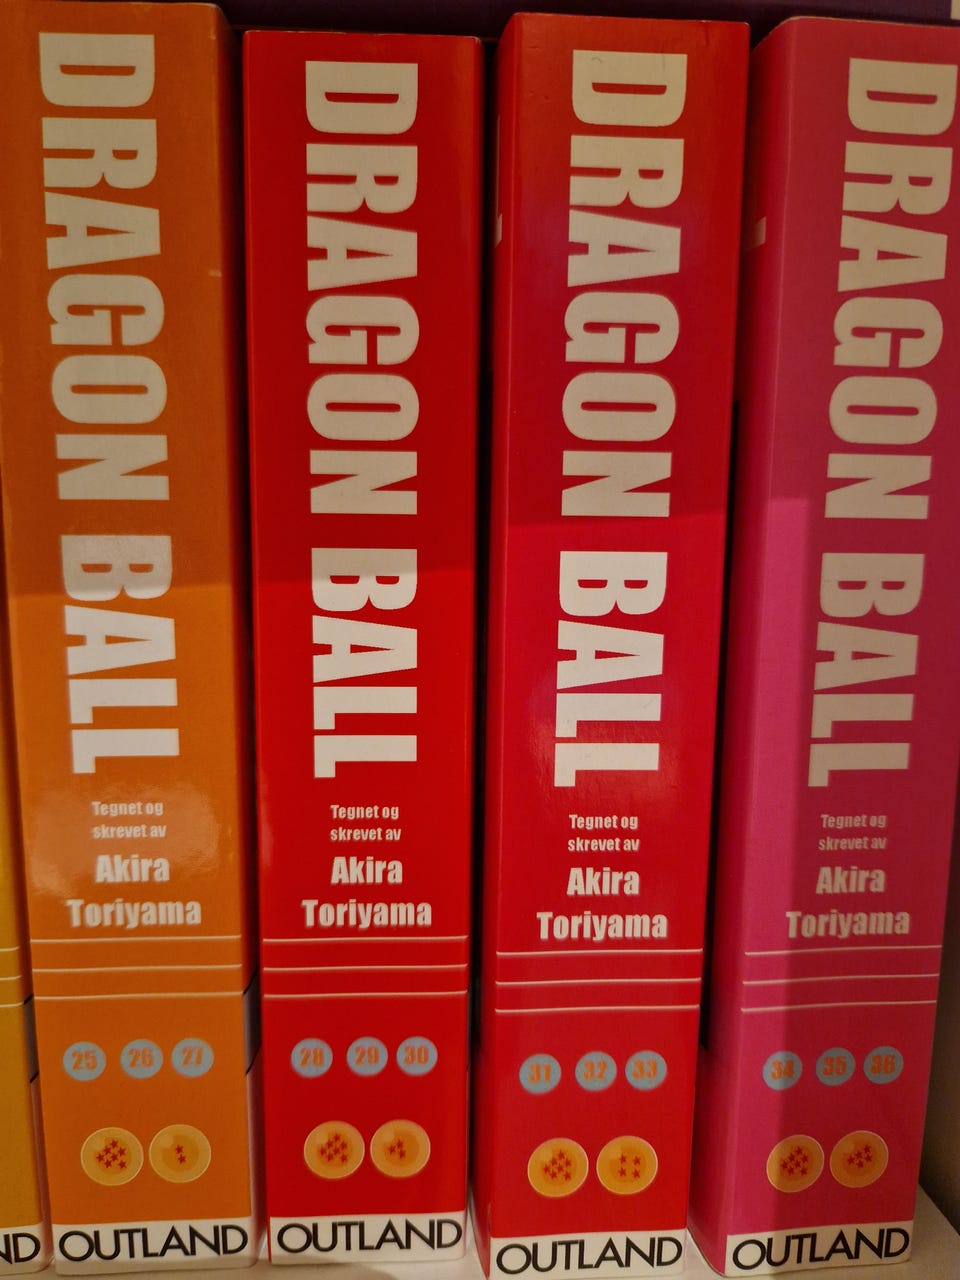 DRAGON BALL
Tegnet og
skrevet av
Akira
Toriyama
25 26 27
OUTLAND
DRAGON BALL
Tegnet og
skrevet av
Akira
Toriyama
28 29 30
OUTLAND
DRAGON BALL
Tegnet og
skrevet av
Akira
Toriyama
31 32 33
OUTLAND
DRAGON BALL
Tegnet og
skrevet av
Akira
Toriyama
34 35 36
OUTLAND